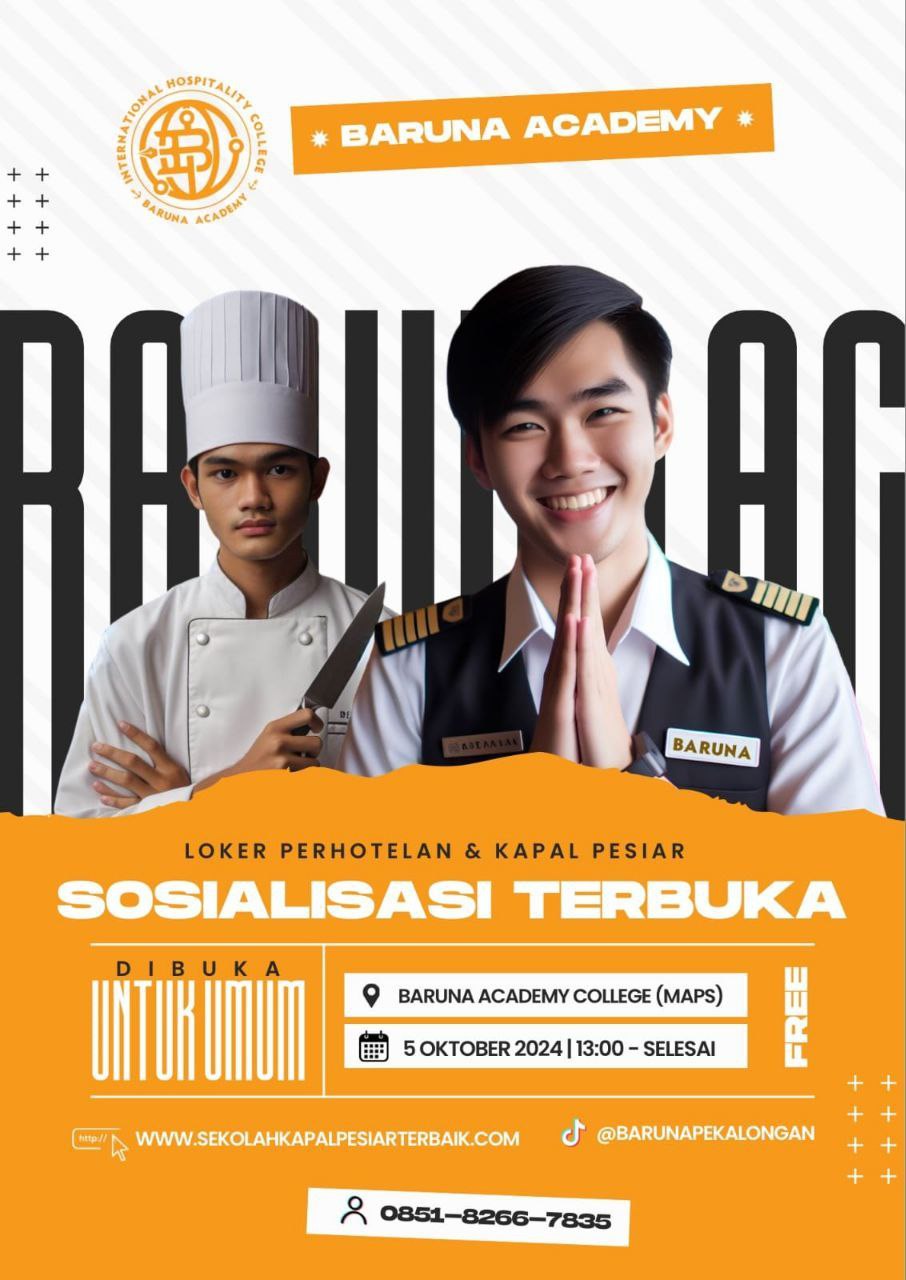 INTERNATIONAL HOSPITALITY COLLEGE
BARUNA ACADEMY
BARUNA ACADEMY
BARUNA
LOKER PERHOTELAN & KAPAL PESIAR
SOSIALISASI TERBUKA
DIBUKA
UNTUK UMUM
BARUNA ACADEMY COLLEGE (MAPS)
5 OKTOBER 2024 | 13:00 - SELESAI
FREE
http://
WWW.SEKOLAHKAPALPESIARTERBAIK.COM
@BARUNAPEKALONGAN
0851-8266-7835